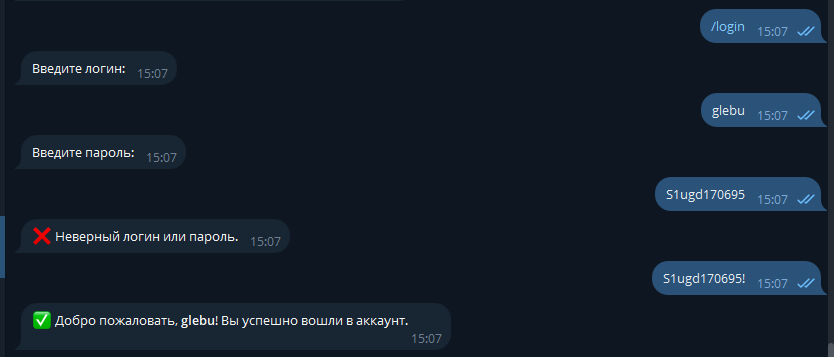 /login 15:07
Введите логин: 15:07
glebu 15:07
Введите пароль: 15:07
S1ugd170695 15:07
❌ Неверный логин или пароль. 15:07
S1ugd170695! 15:07
✅ Добро пожаловать, glebu! Вы успешно вошли в аккаунт.
15:07